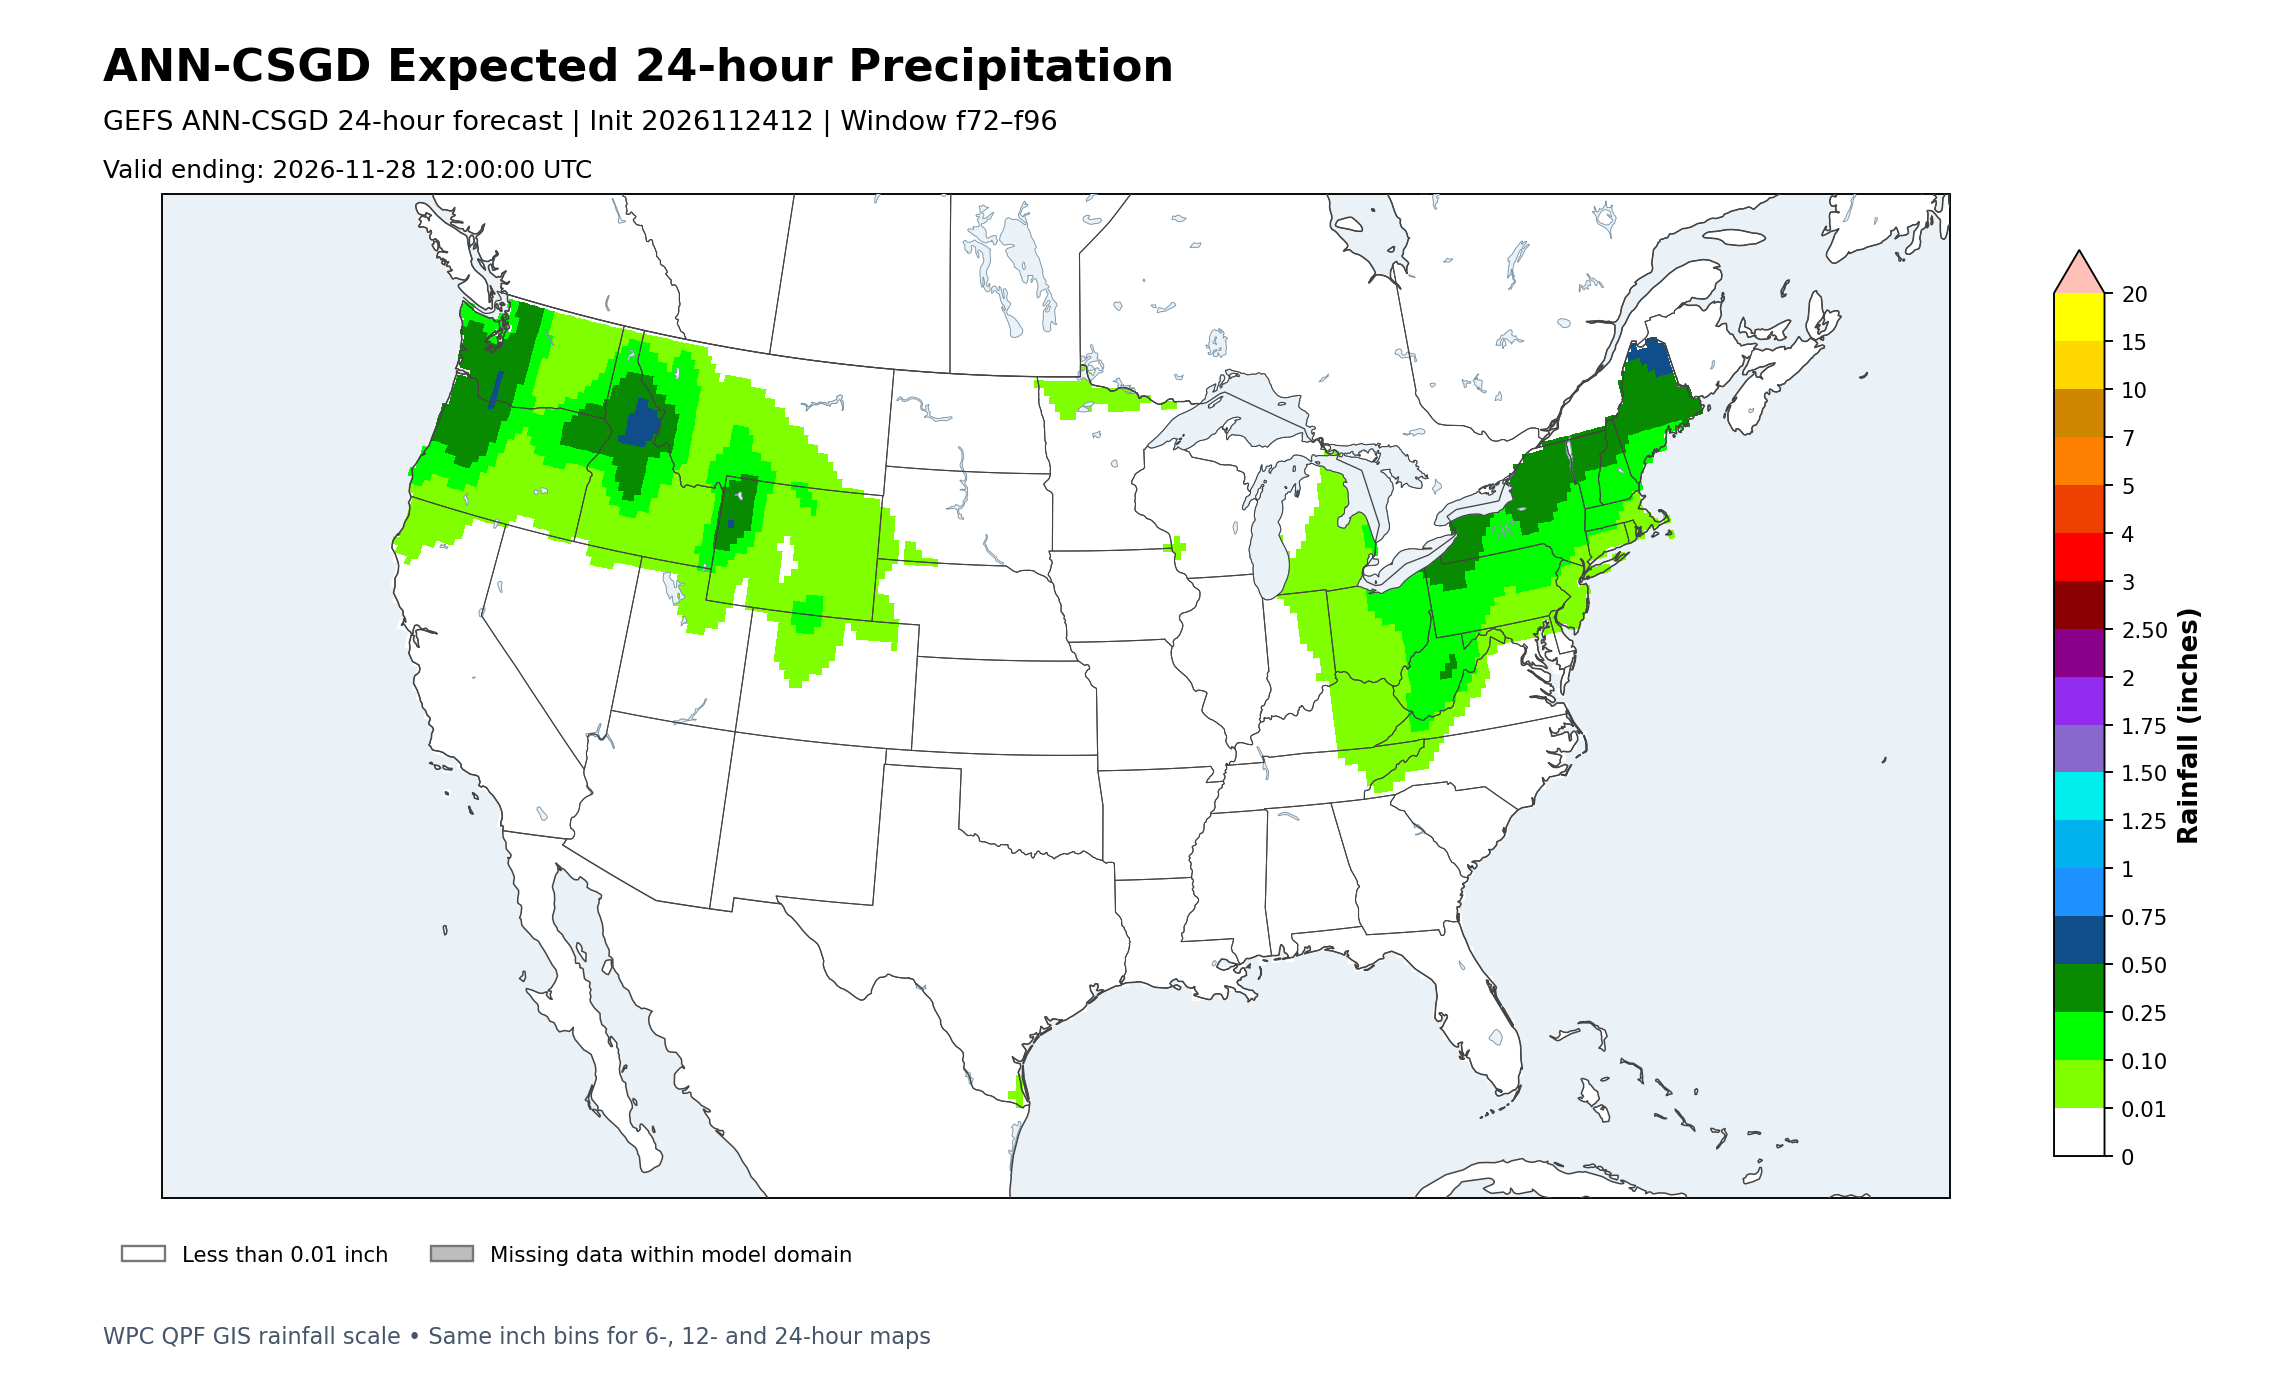 ANN-CSGD Expected 24-hour Precipitation
GEFS ANN-CSGD 24-hour forecast | Init 2026112412 | Window f72–f96
Valid ending: 2026-11-28 12:00:00 UTC
20
15
10
7
5
4
3
2.50
2
1.75
1.50
1.25
1
0.75
0.50
0.25
0.10
0.01
0
Rainfall (inches)
Less than 0.01 inch
Missing data within model domain
WPC QPF GIS rainfall scale • Same inch bins for 6-, 12- and 24-hour maps